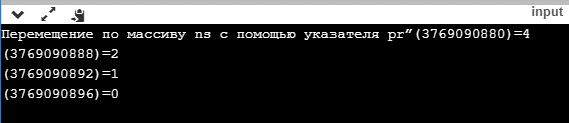 input
Перемещение по массиву ns с помощью указателя pr”(3769090880)=4
(3769090888)=2
(3769090892)=1
(3769090896)=0